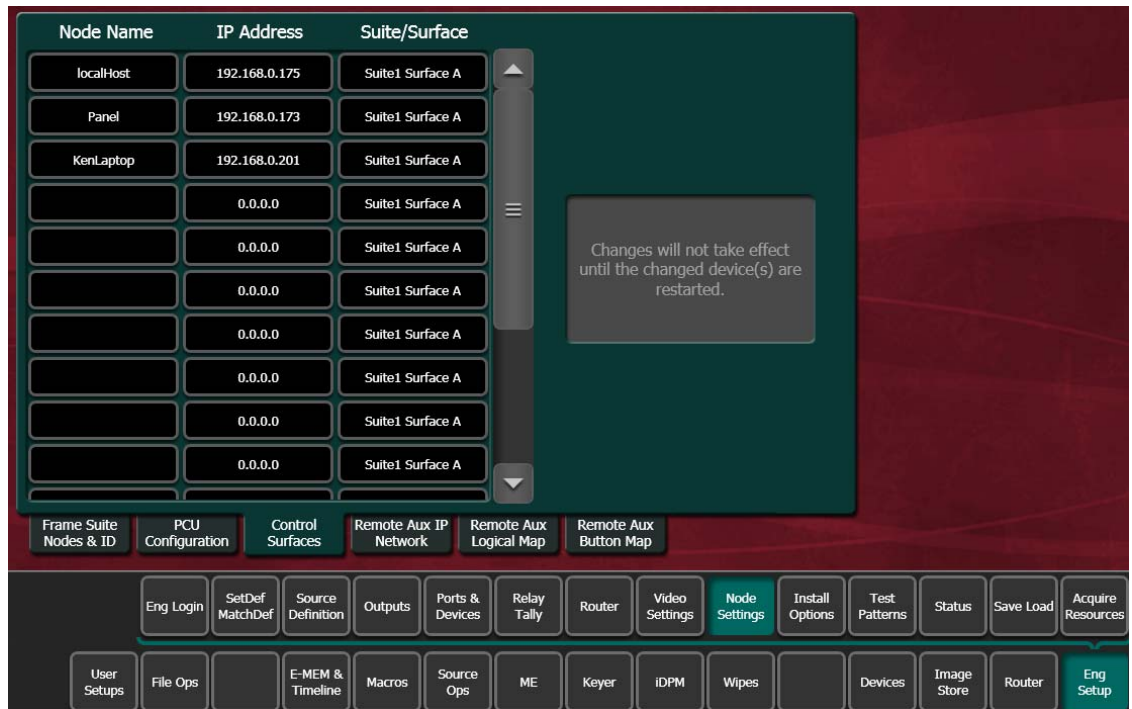 Node Name IP Address Suite/Surface
localHost 192.168.0.175 Suite1 Surface A
Panel 192.168.0.173 Suite1 Surface A
KenLaptop 192.168.0.201 Suite1 Surface A
0.0.0.0 Suite1 Surface A
0.0.0.0 Suite1 Surface A
0.0.0.0 Suite1 Surface A
0.0.0.0 Suite1 Surface A
0.0.0.0 Suite1 Surface A
0.0.0.0 Suite1 Surface A
0.0.0.0 Suite1 Surface A
Changes will not take effect
until the changed device(s) are
restarted.
Frame Suite
Nodes & ID
PCU
Configuration
Control
Surfaces
Remote Aux IP
Network
Remote Aux
Logical Map
Remote Aux
Button Map
Eng Login
SetDef
MatchDef
Source
Definition
Outputs
Ports &
Devices
Relay
Tally
Router
Video
Settings
Node
Settings
Install
Options
Test
Patterns
Status
Save Load
Acquire
Resources
User
Setups
File Ops
E-MEM &
Timeline
Macros
Source
Ops
ME
Keyer
iDPM
Wipes
Devices
Image
Store
Router
Eng
Setup